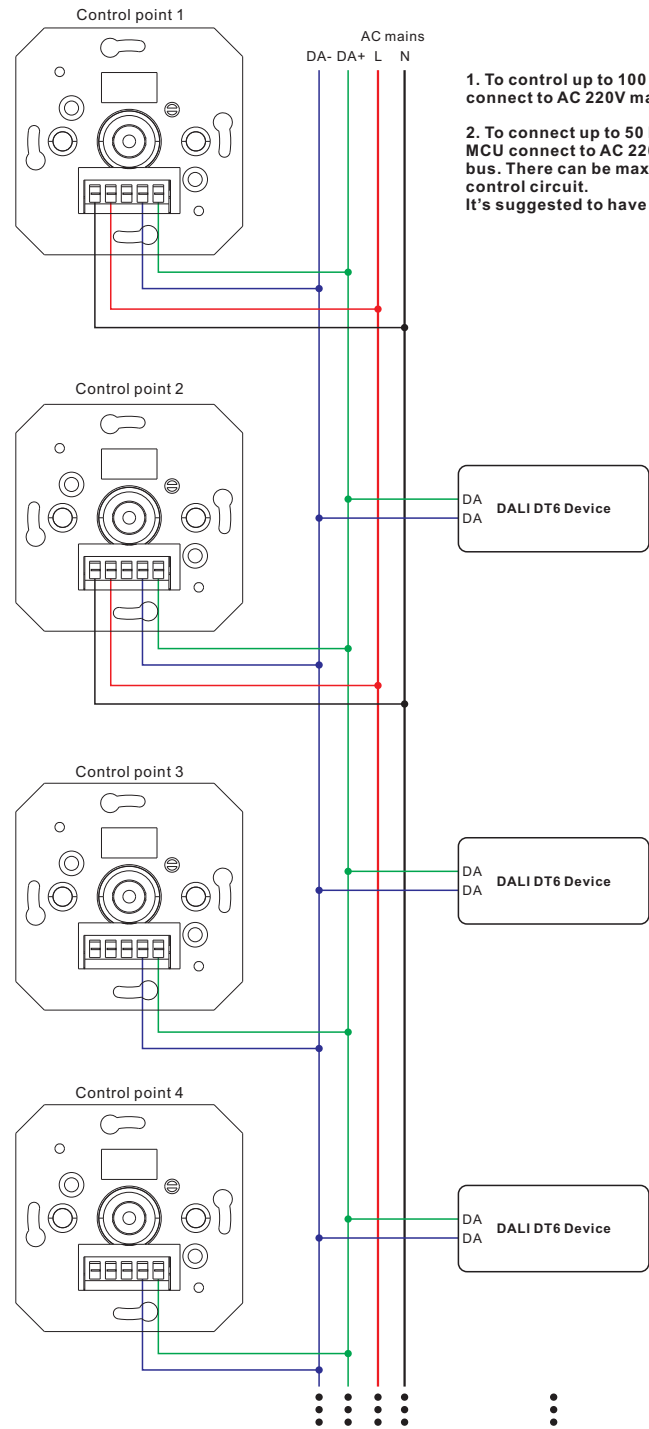 Control point 1
AC mains
DA- DA+ L N
1. To control up to 100
connect to AC 220V ma
2. To connect up to 50
MCU connect to AC 220
bus. There can be max
control circuit.
It's suggested to have
Control point 2
DA
DA
DALI DT6 Device
Control point 3
DA
DA
DALI DT6 Device
Control point 4
DA
DA
DALI DT6 Device